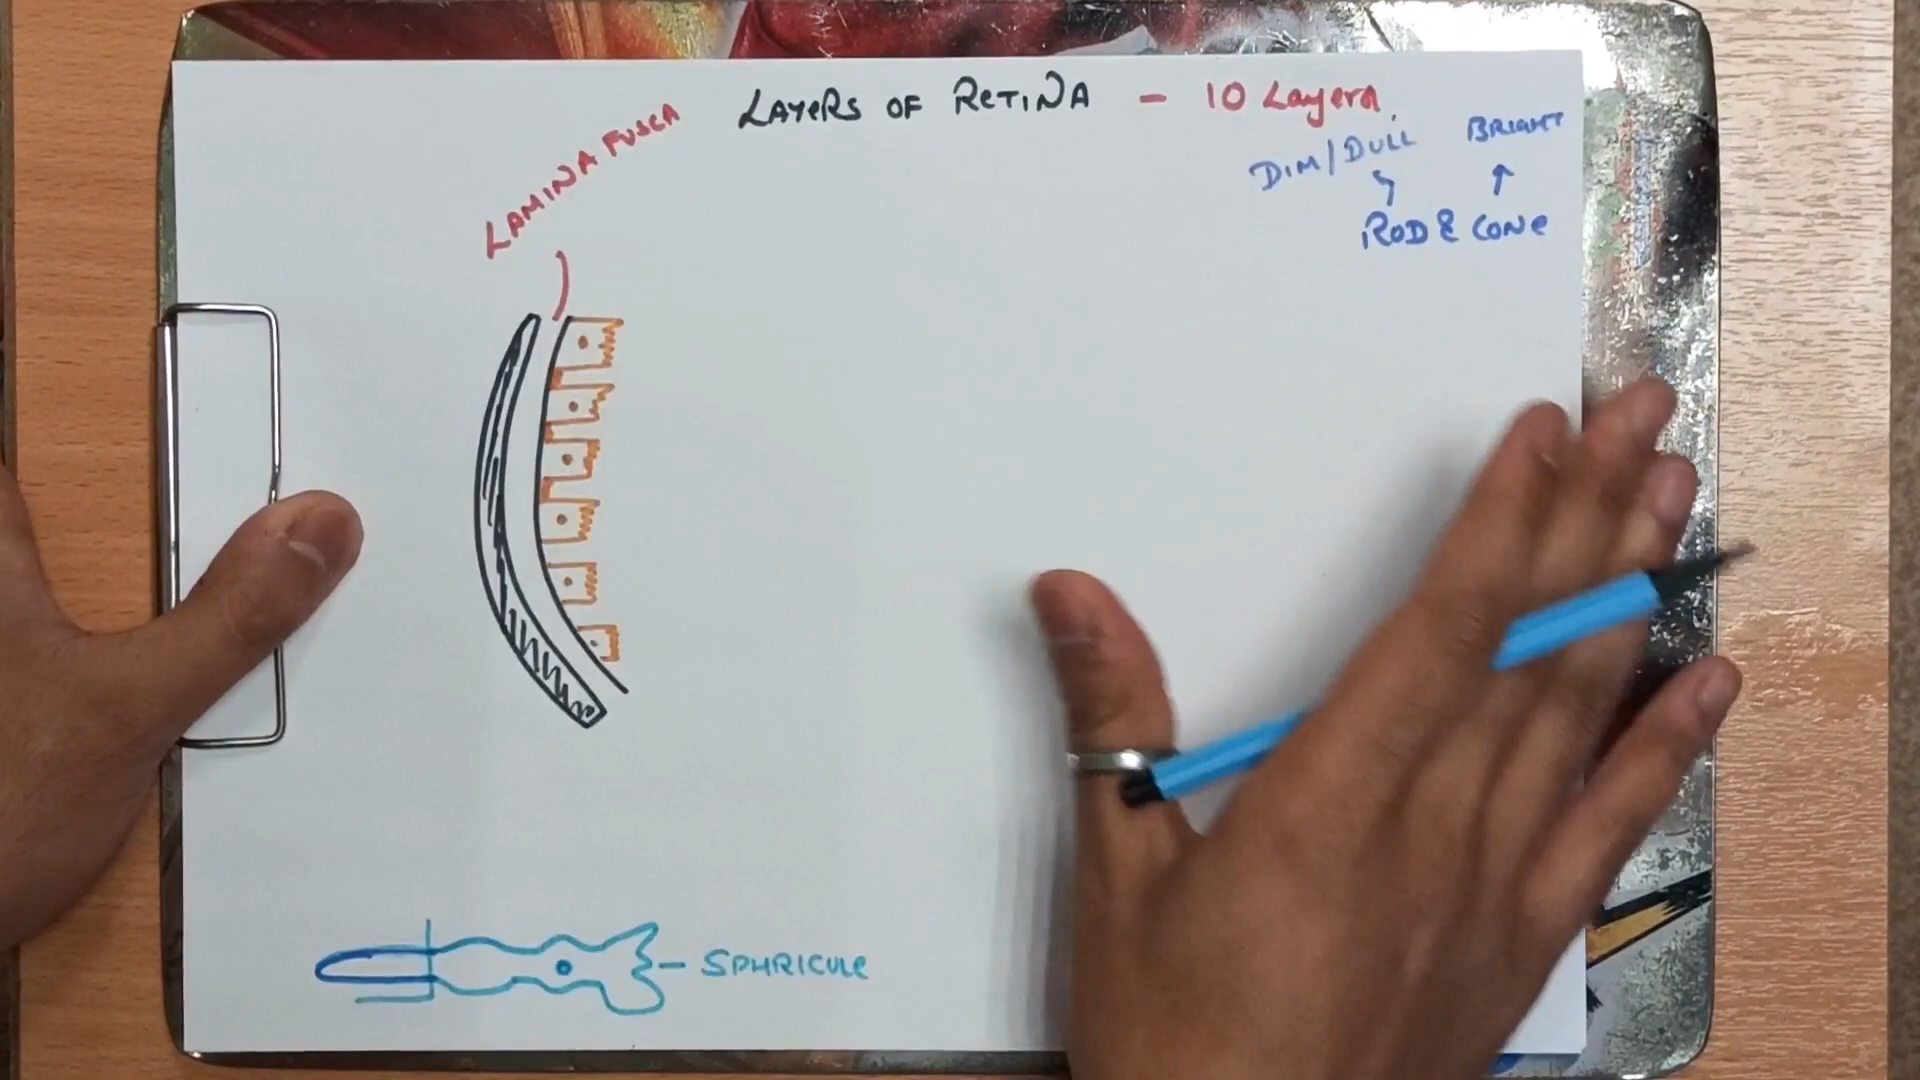 LAYERS OF RETINA - 10 Layers
LAMINA FUSCA
DIM/DULL BRIGHT
ROD & CONE
SPHRICULE